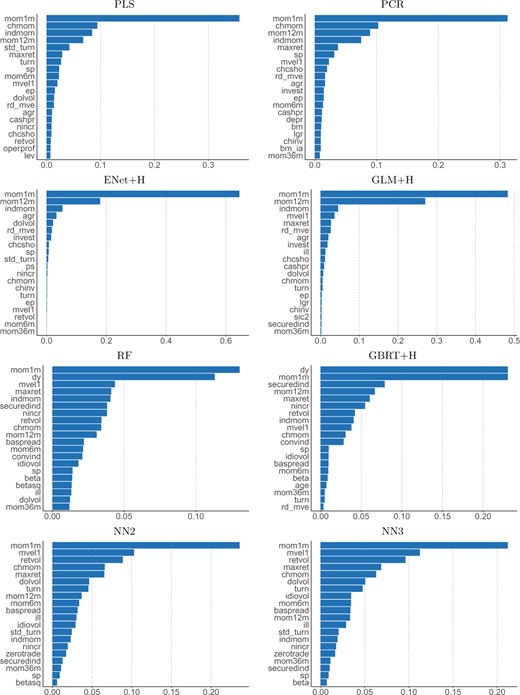 PLS
mom1m
chmom
indmom
mom12m
std_turn
maxret
turn
sp
mom6m
mvel1
ep
dolvol
rd_mve
agr
cashpr
nincr
chcsho
retvol
operprof
lev
0.0 0.1 0.2 0.3
PCR
mom1m
chmom
mom12m
indmom
maxret
sp
mvel1
chcsho
rd_mve
agr
invest
ep
mom6m
cashpr
depr
bm
lgr
chinv
bm_ia
mom36m
0.0 0.1 0.2 0.3
ENet+H
mom1m
mom12m
indmom
agr
dolvol
rd_mve
invest
chcsho
sp
std_turn
ps
nincr
chmom
chinv
turn
ep
mvel1
retvol
mom6m
mom36m
0.0 0.2 0.4 0.6
GLM+H
mom1m
mom12m
indmom
mvel1
maxret
rd_mve
agr
invest
ill
chcsho
cashpr
dolvol
chmom
turn
ep
lgr
chinv
sic2
securedind
mom36m
0.0 0.1 0.2 0.3 0.4 0.5
RF
mom1m
dy
mvel1
maxret
indmom
securedind
nincr
retvol
chmom
mom12m
baspread
mom6m
convind
idiovol
sp
beta
betasq
ill
dolvol
mom36m
0.00 0.05 0.10
GBRT+H
dy
mom1m
securedind
mom12m
maxret
nincr
retvol
indmom
mvel1
chmom
convind
sp
idiovol
baspread
mom6m
beta
age
mom36m
turn
rd_mve
0.00 0.05 0.10 0.15 0.20
NN2
mom1m
mvel1
retvol
chmom
maxret
dolvol
turn
mom12m
mom6m
baspread
ill
idiovol
std_turn
indmom
nincr
zerotrade
securedind
mom36m
sp
betasq
0.00 0.05 0.10 0.15 0.20
NN3
mom1m
mvel1
retvol
maxret
chmom
dolvol
turn
idiovol
mom6m
baspread
mom12m
ill
std_turn
indmom
nincr
zerotrade
mom36m
securedind
sp
beta
0.00 0.05 0.10 0.15 0.20